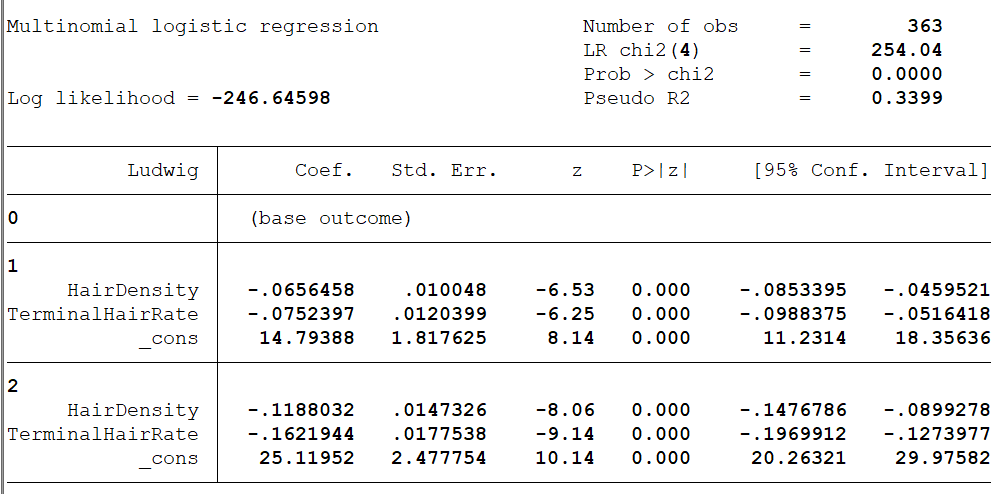 Multinomial logistic regression Number of obs = 363
LR chi2(4) = 254.04
Prob > chi2 = 0.0000
Log likelihood = -246.64598 Pseudo R2 = 0.3399
Ludwig Coef. Std. Err. z P>|z| [95% Conf. Interval]
0 (base outcome)
1
HairDensity -.0656458 .010048 -6.53 0.000 -.0853395 -.0459521
TerminalHairRate -.0752397 .0120399 -6.25 0.000 -.0988375 -.0516418
_cons 14.79388 1.817625 8.14 0.000 11.2314 18.35636
2
HairDensity -.1188032 .0147326 -8.06 0.000 -.1476786 -.0899278
TerminalHairRate -.1621944 .0177538 -9.14 0.000 -.1969912 -.1273977
_cons 25.11952 2.477754 10.14 0.000 20.26321 29.97582